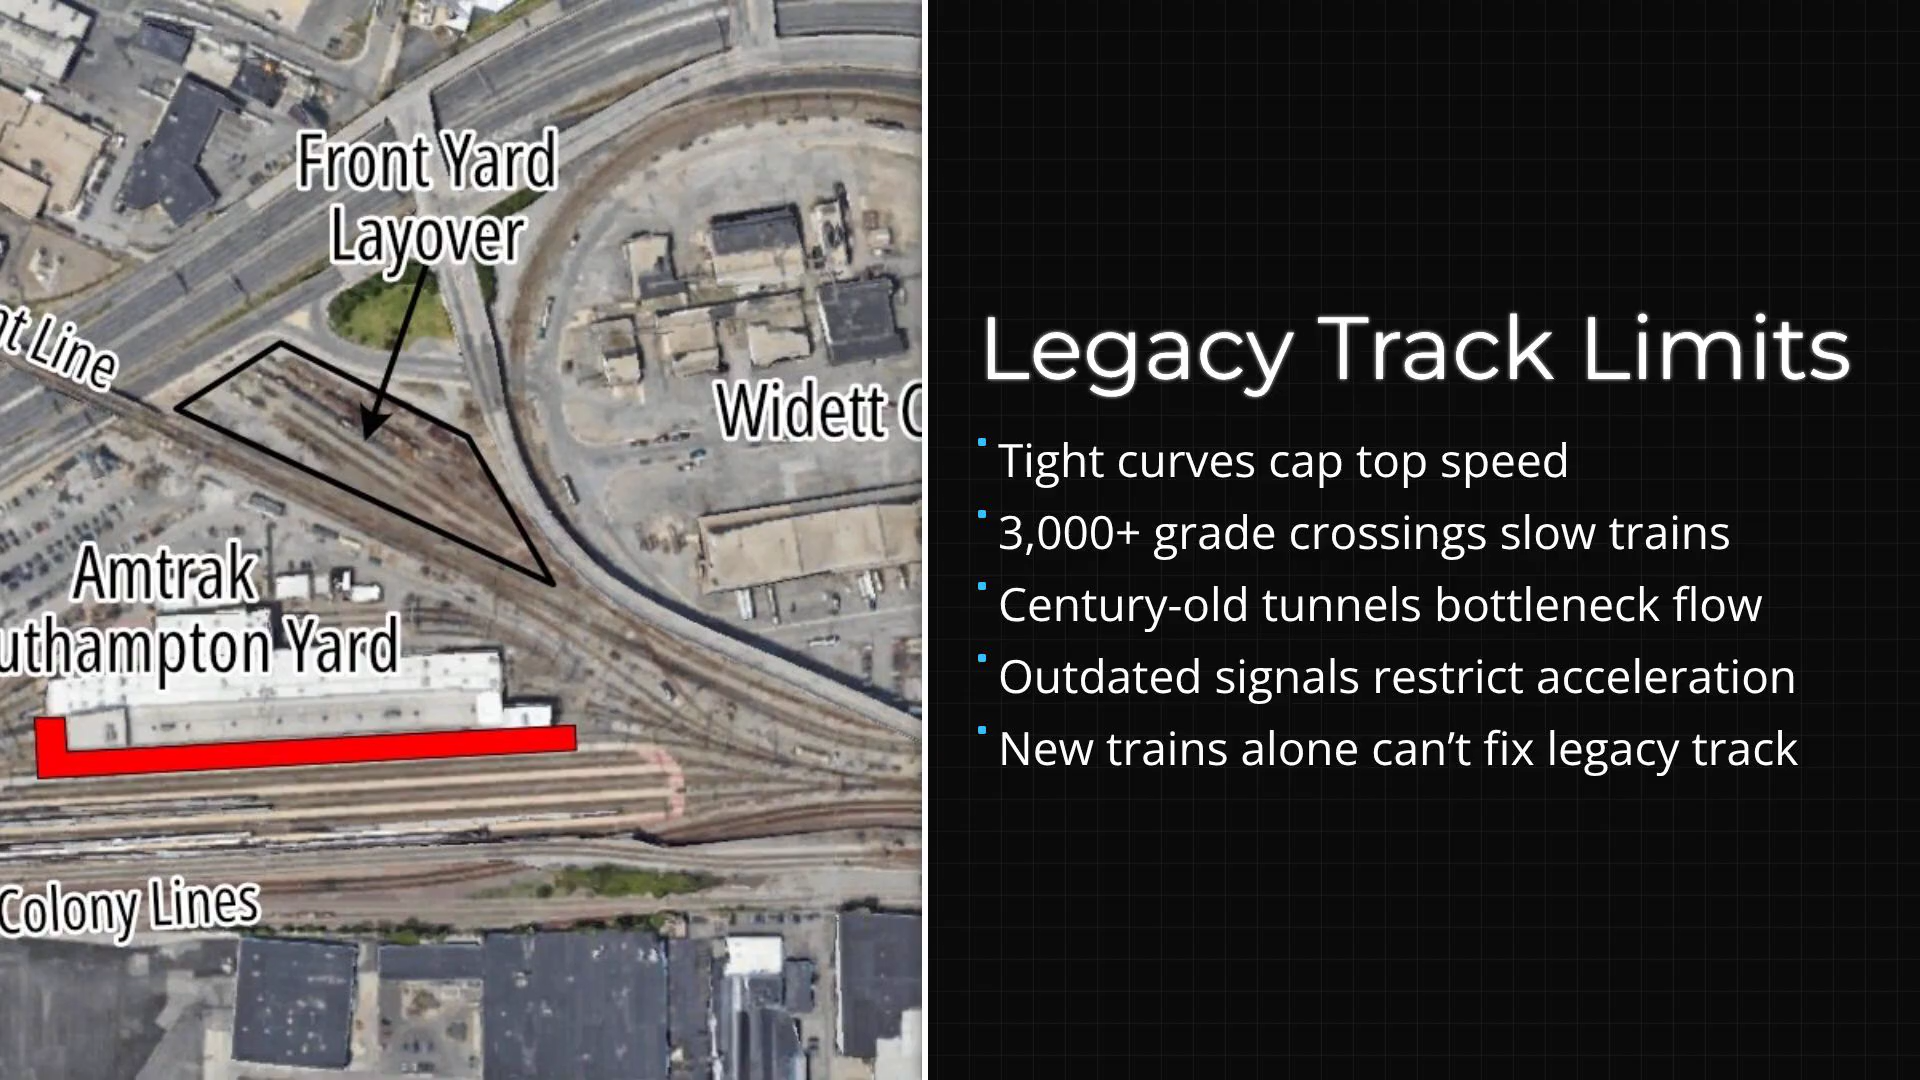 Front Yard
Layover
nt Line
Widett
Amtrak
uthampton Yard
Colony Lines
Legacy Track Limits
Tight curves cap top speed
3,000+ grade crossings slow trains
Century-old tunnels bottleneck flow
Outdated signals restrict acceleration
New trains alone can’t fix legacy track